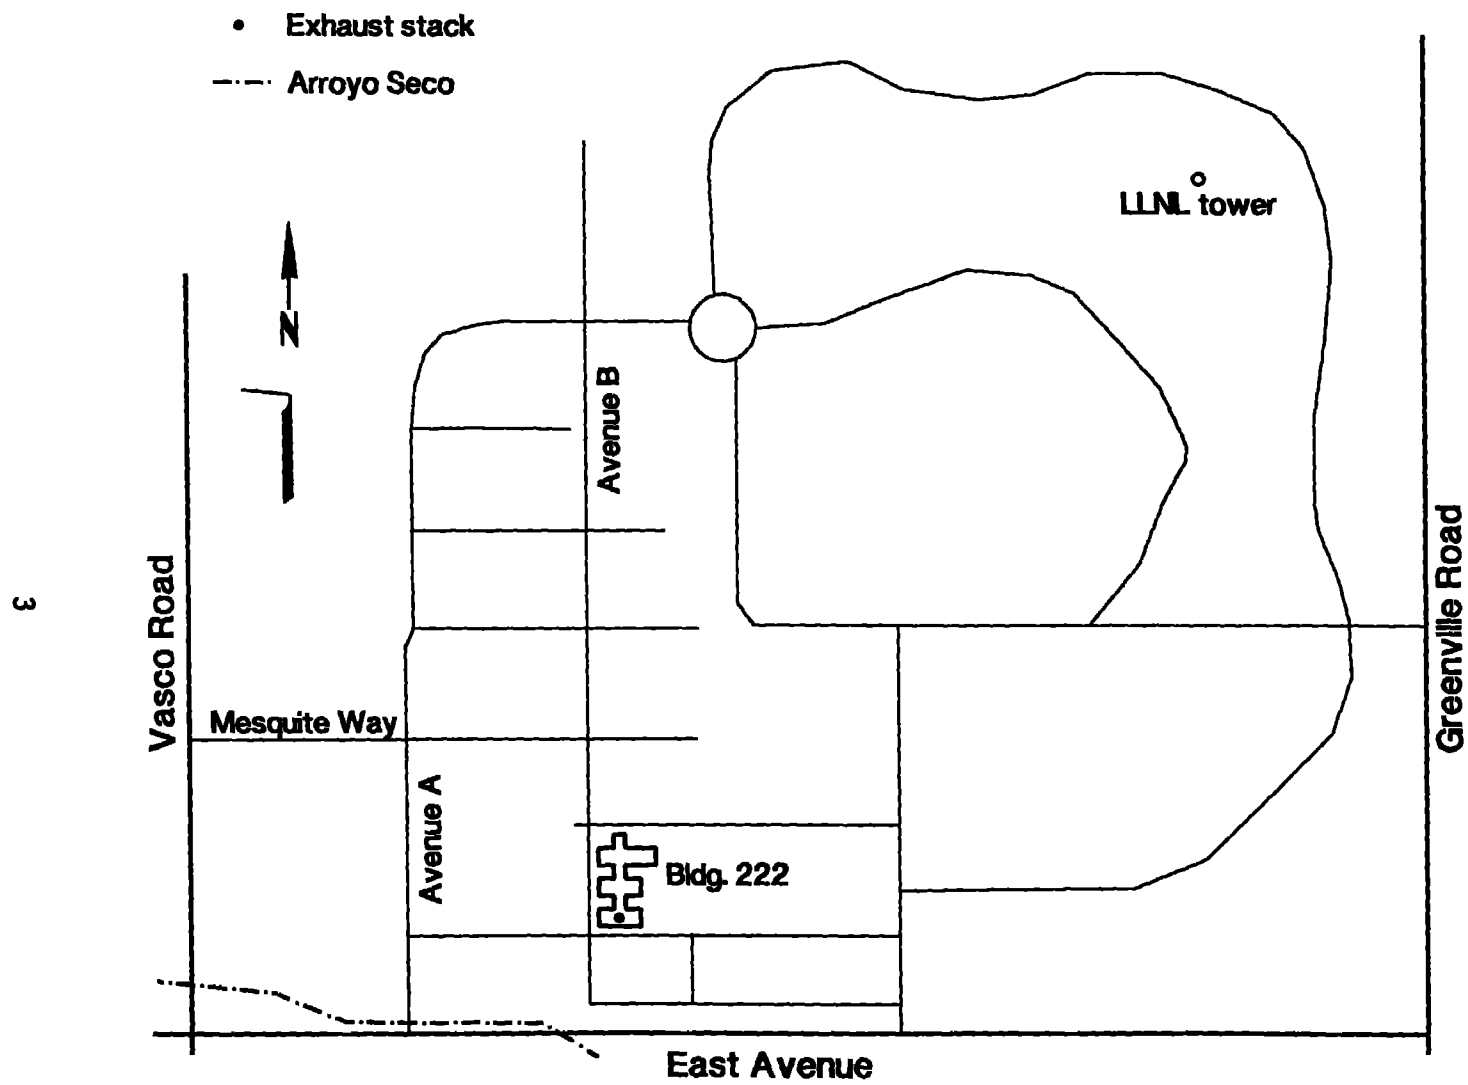 Exhaust stack
Arroyo Seco
LLNL tower
N
Avenue B
Vasco Road
Greenville Road
3
Mesquite Way
Avenue A
Bldg. 222
East Avenue